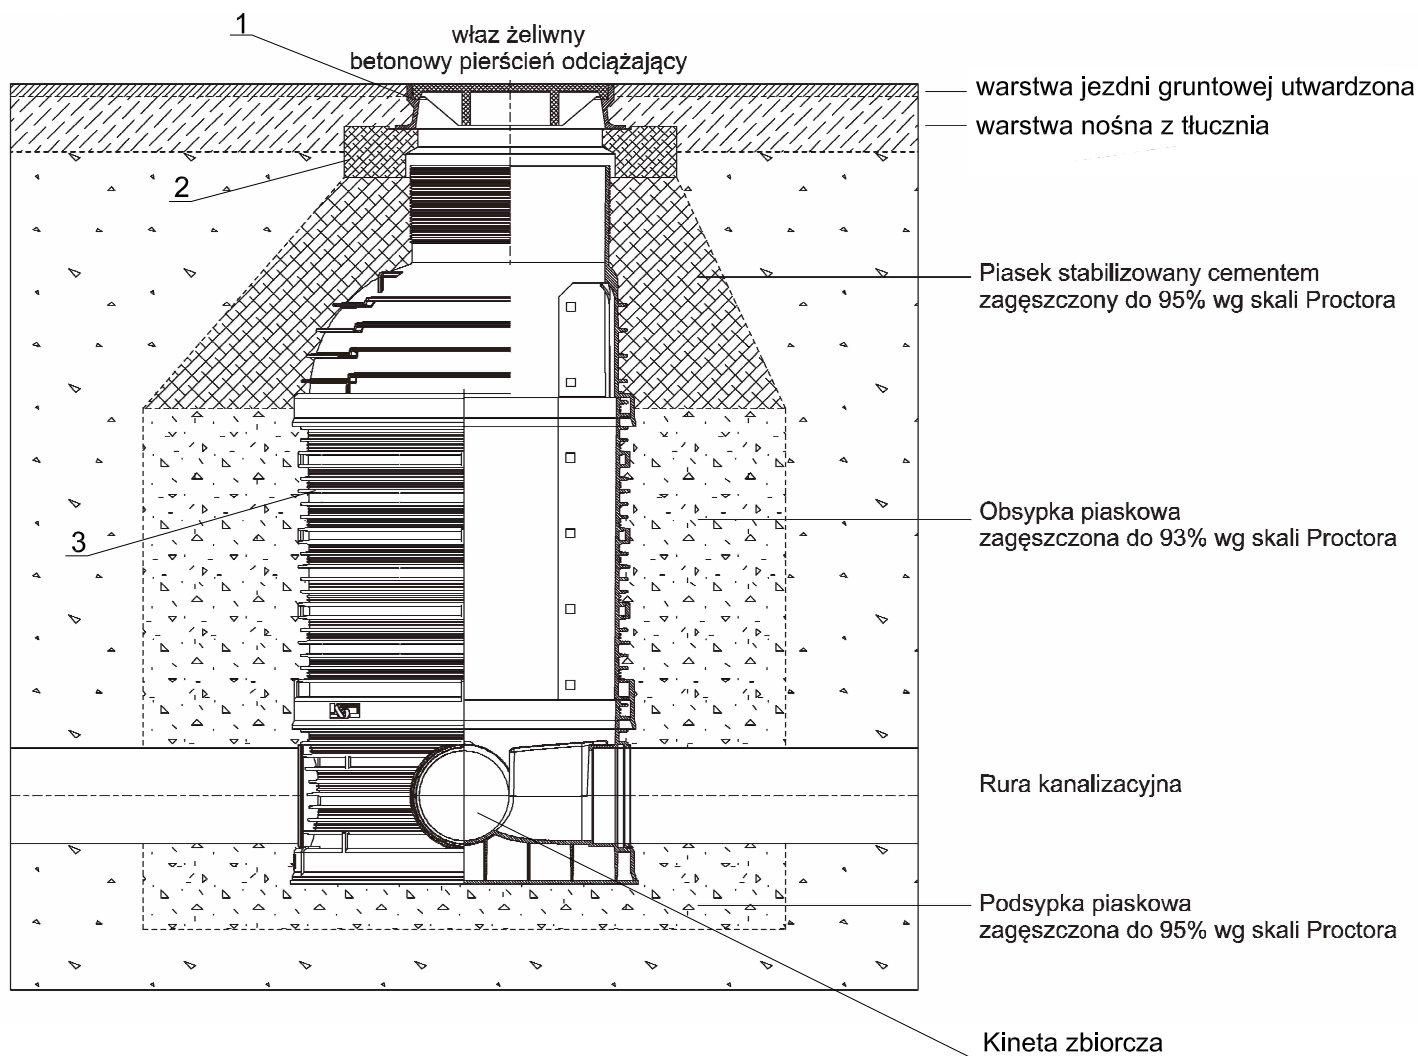 1
właz żeliwny
betonowy pierścień odciążający
warstwa jezdni gruntowej utwardzona
warstwa nośna z tłucznia
2
Piasek stabilizowany cementem
zagęszczony do 95% wg skali Proctora
Obsypka piaskowa
zagęszczona do 93% wg skali Proctora
3
Rura kanalizacyjna
Podsypka piaskowa
zagęszczona do 95% wg skali Proctora
Kineta zbiorcza